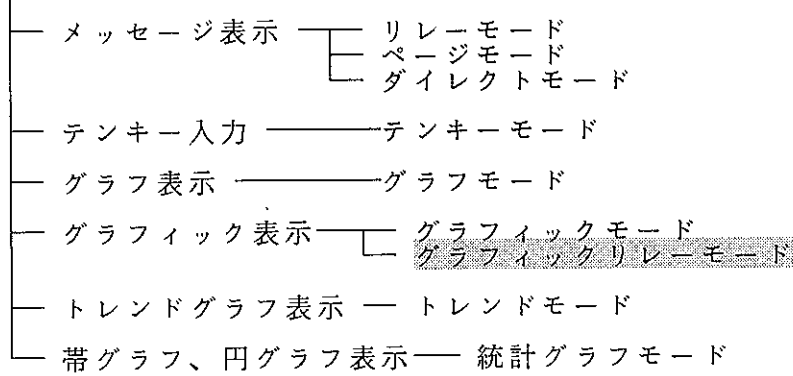 メッセージ表示 リレーモード
ページモード
ダイレクトモード
テンキー入力 テンキーモード
グラフ表示 グラフモード
グラフィック表示 グラフィックモード
グラフィックリレーモード
トレンドグラフ表示 トレンドモード
帯グラフ、円グラフ表示 統計グラフモード